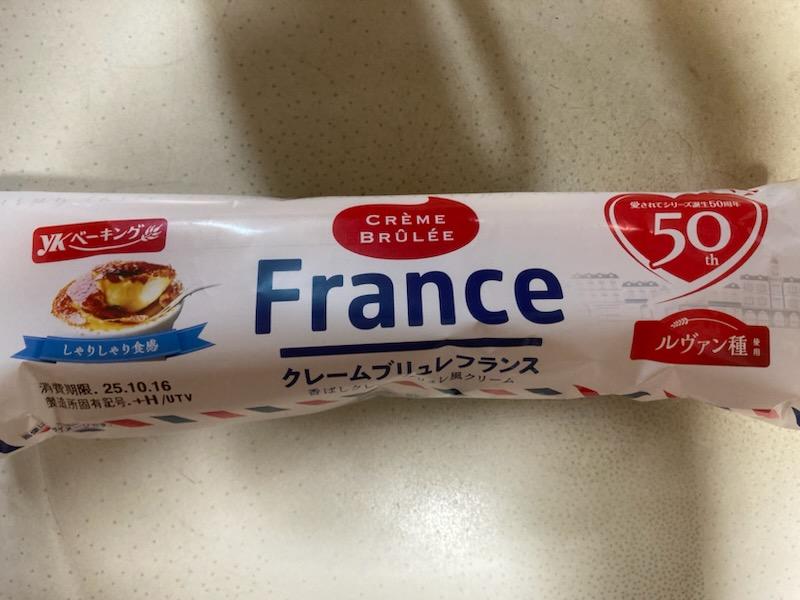 YKベーキング
CRÈME
BRÛLÉE
France
クレームブリュレフランス
しゃりしゃり食感
消費期限. 25.10.16
製造所固有記号. +H/UTV
愛されてシリーズ誕生50周年
50th
ルヴァン種 使用